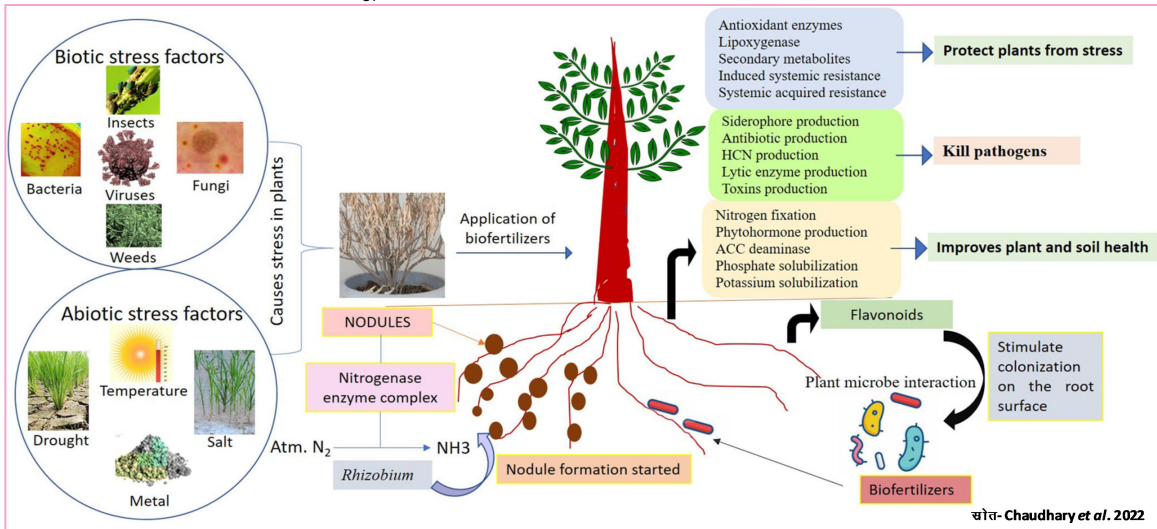 Biotic stress factors
Insects
Bacteria
Viruses
Fungi
Weeds
Abiotic stress factors
Temperature
Drought
Salt
Metal
Causes stress in plants
Application of
biofertilizers
Antioxidant enzymes
Lipoxygenase
Secondary metabolites
Induced systemic resistance
Systemic acquired resistance
Protect plants from stress
Siderophore production
Antibiotic production
HCN production
Lytic enzyme production
Toxins production
Kill pathogens
Nitrogen fixation
Phytohormone production
ACC deaminase
Phosphate solubilization
Potassium solubilization
Improves plant and soil health
NODULES
Nitrogenase
enzyme complex
Atm. N₂
NH3
Rhizobium
Nodule formation started
Flavonoids
Stimulate
colonization
on the root
surface
Plant microbe interaction
Biofertilizers
स्रोत- Chaudhary et al. 2022